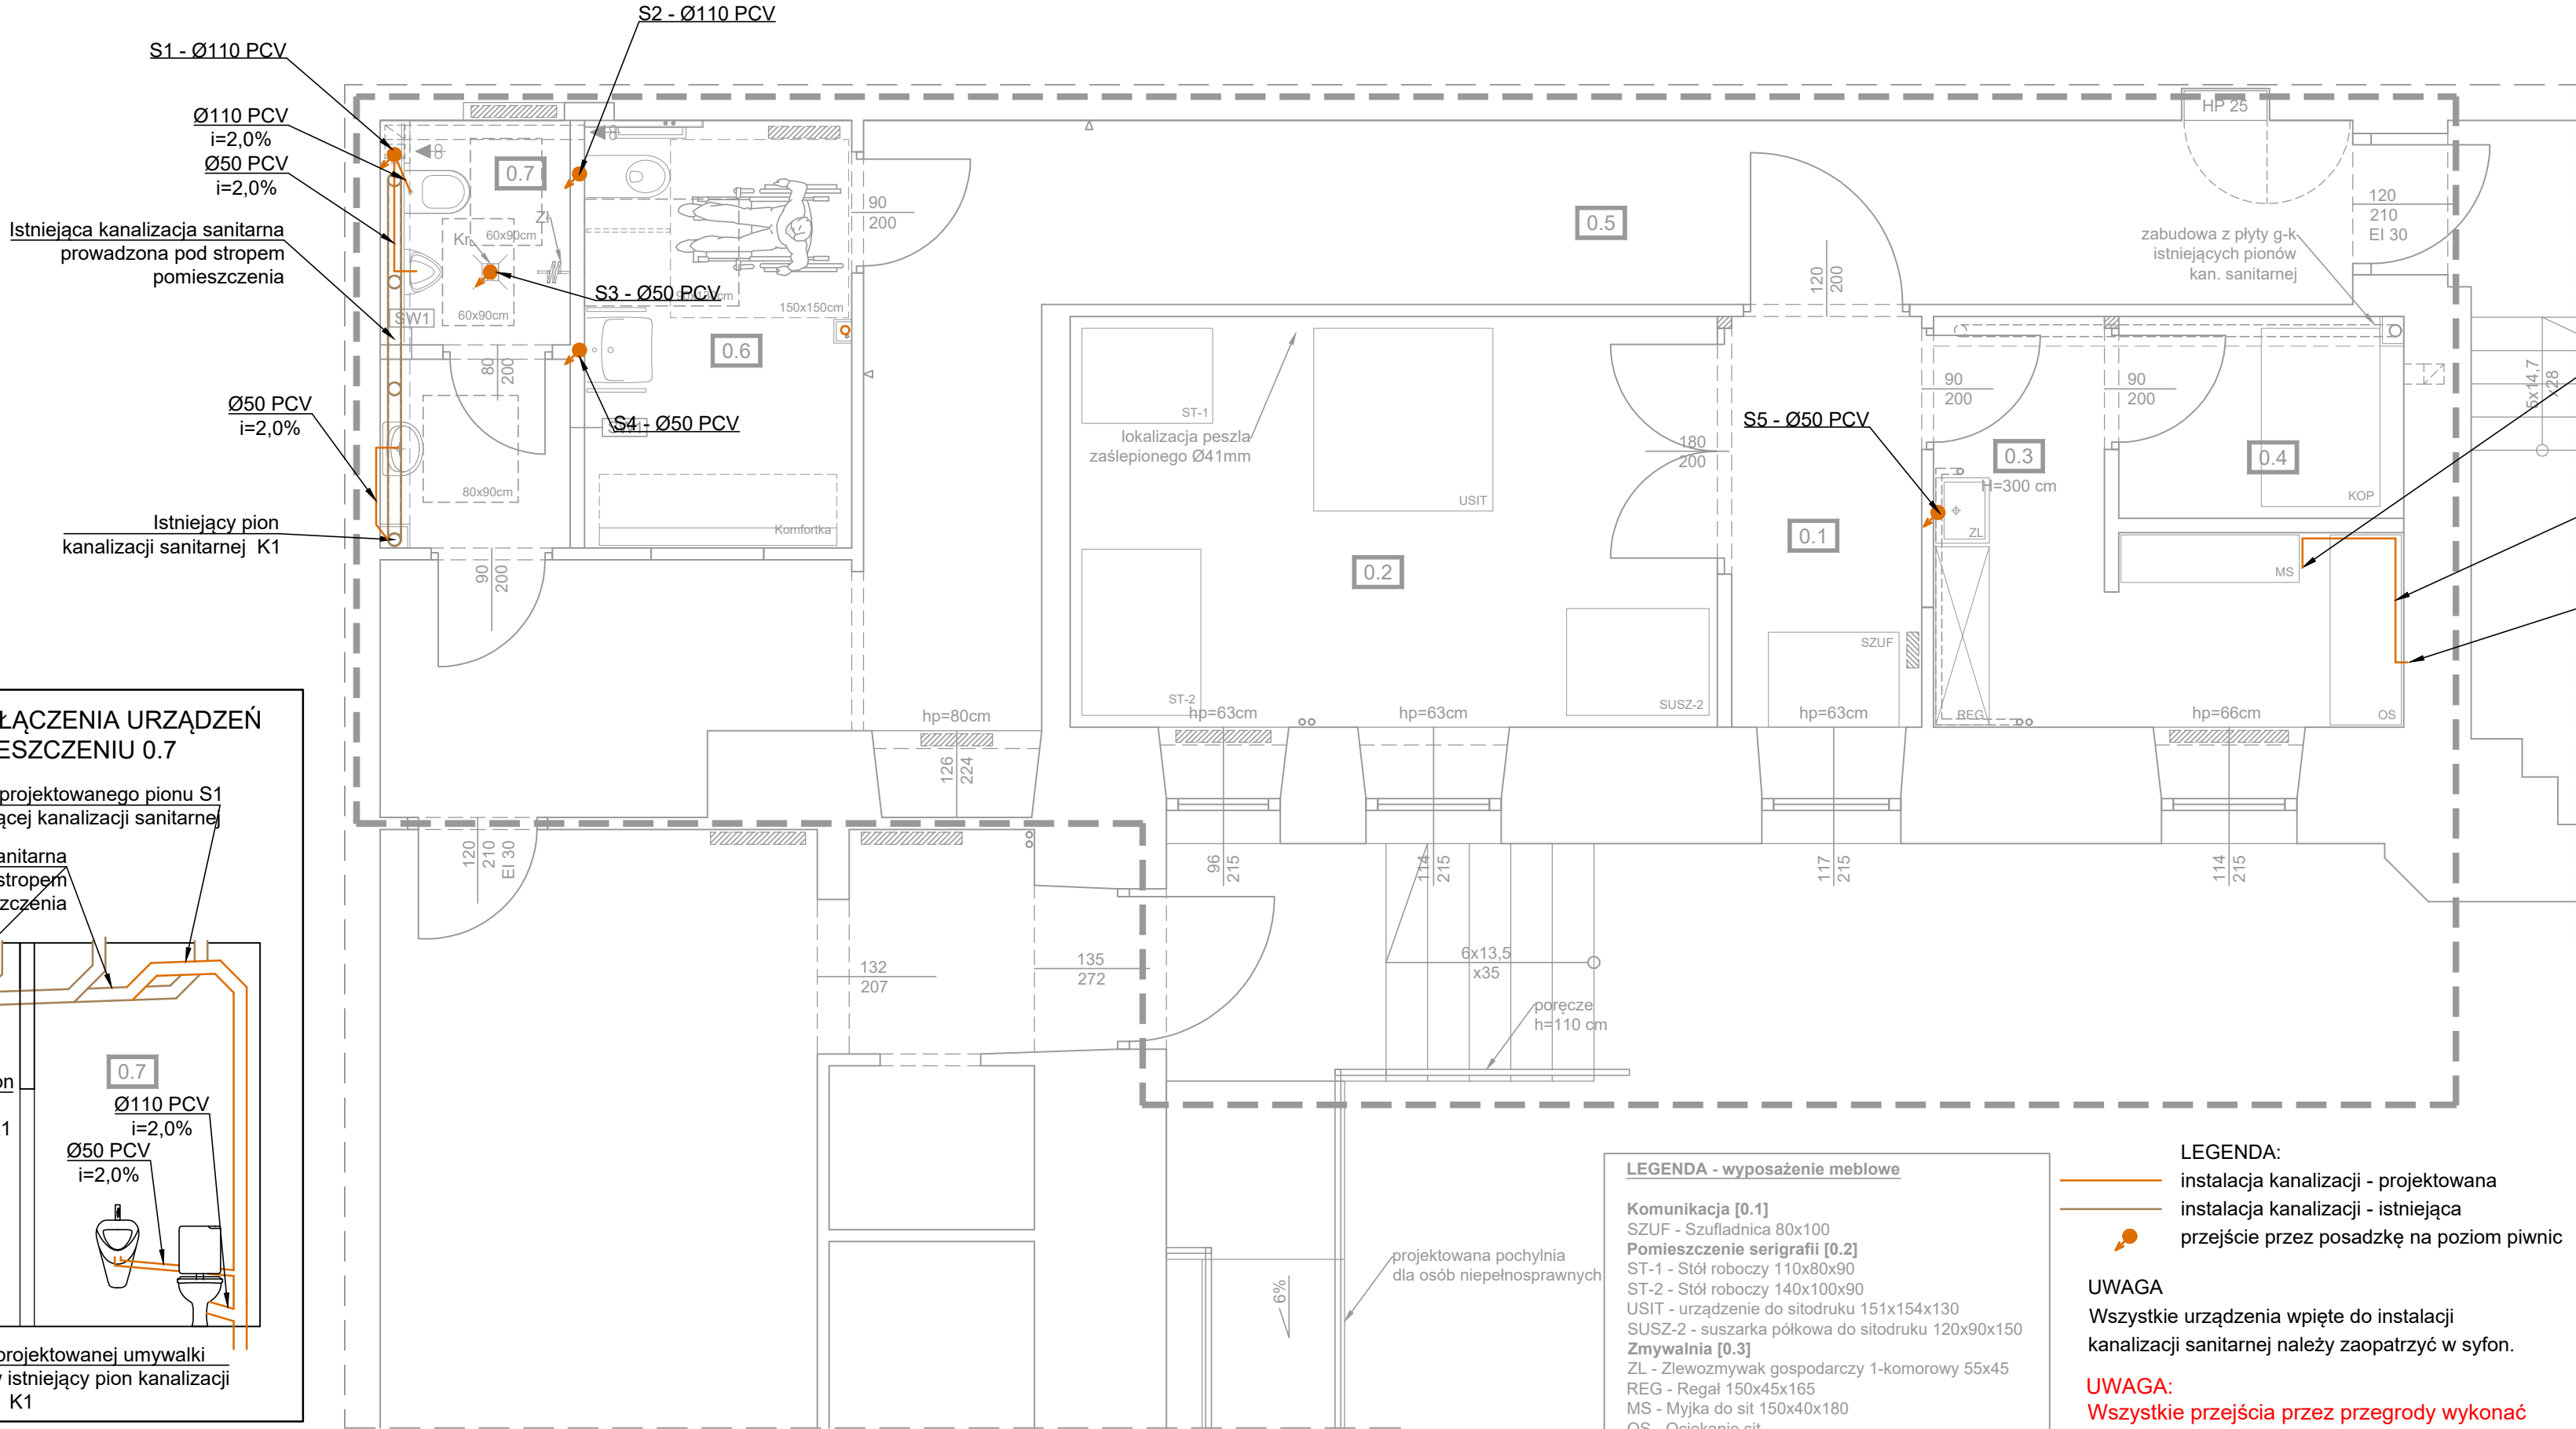 S2 - Ø110 PCV
S1 - Ø110 PCV
Ø110 PCV
i=2,0%
Ø50 PCV
i=2,0%
Istniejąca kanalizacja sanitarna
prowadzona pod stropem
pomieszczenia
Ø50 PCV
i=2,0%
Istniejący pion
kanalizacji sanitarnej K1
0.7
Zł
Kr
60x90cm
60x90cm
SW1
S3 - Ø50 PCV
150x150cm
0.6
80
200
S4 - Ø50 PCV
80x90cm
Komfortka
90
200
90
200
0.5
HP 25
120
210
EI 30
zabudowa z płyty g-k
istniejących pionów
kan. sanitarnej
120
200
ST-1
lokalizacja peszla
zaślepionego Ø41mm
USIT
180
200
0.2
ST-2
SUSZ-2
S5 - Ø50 PCV
0.1
SZUF
90
200
0.3
H=300 cm
ZL
REG
90
200
0.4
KOP
MS
OS
5x14,7
x28
hp=80cm
hp=63cm
hp=63cm
hp=63cm
hp=66cm
126
224
96
215
114
215
117
215
114
215
120
210
EI 30
132
207
135
272
6x13,5
x35
poręcze
h=110 cm
projektowana pochylnia
dla osób niepełnosprawnych
6%
ŁĄCZENIA URZĄDZEŃ
ESZCZENIU 0.7
projektowanego pionu S1
ącej kanalizacji sanitarnej
anitarna
stropem
szczenia
0.7
on
1
Ø110 PCV
i=2,0%
Ø50 PCV
i=2,0%
projektowanej umywalki
istniejący pion kanalizacji
K1
LEGENDA - wyposażenie meblowe
Komunikacja [0.1]
SZUF - Szufladnica 80x100
Pomieszczenie serigrafii [0.2]
ST-1 - Stół roboczy 110x80x90
ST-2 - Stół roboczy 140x100x90
USIT - urządzenie do sitodruku 151x154x130
SUSZ-2 - suszarka półkowa do sitodruku 120x90x150
Zmywalnia [0.3]
ZL - Zlewozmywak gospodarczy 1-komorowy 55x45
REG - Regał 150x45x165
MS - Myjka do sit 150x40x180
OS - Ociekanie sit
LEGENDA:
instalacja kanalizacji - projektowana
instalacja kanalizacji - istniejąca
przejście przez posadzkę na poziom piwnic
UWAGA
Wszystkie urządzenia wpięte do instalacji
kanalizacji sanitarnej należy zaopatrzyć w syfon.
UWAGA:
Wszystkie przejścia przez przegrody wykonać